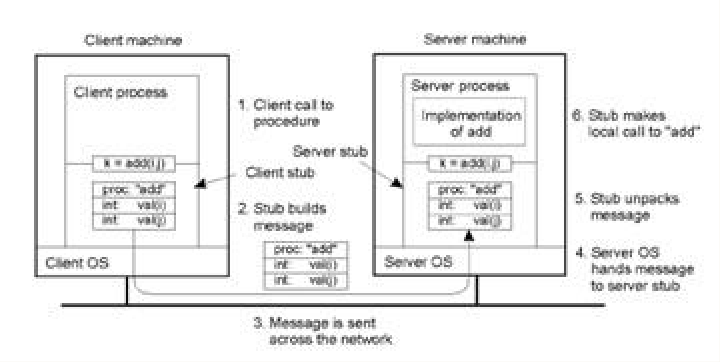 Client machine
Server machine
Client process
Server process
1. Client call to
procedure
Implementation
of add
6. Stub makes
local call to "add"
Server stub
k = add(i,j)
k = add(i,j)
Client stub
proc: "add"
int: val(i)
int: val(j)
proc: "add"
int: val(i)
int: val(j)
2. Stub builds
message
5. Stub unpacks
message
proc: "add"
int: val(i)
int: val(j)
Client OS
Server OS
4. Server OS
hands message
to server stub
3. Message is sent
across the network